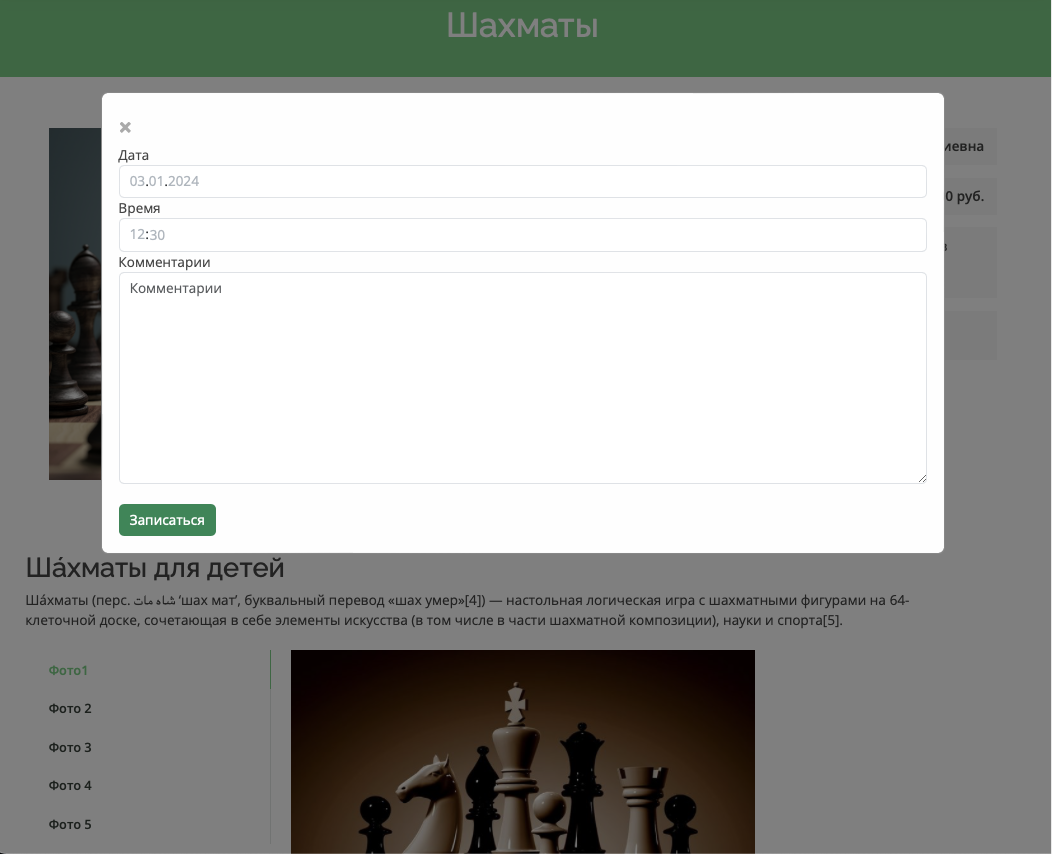 Шахматы
Дата
03.01.2024
Время
12:30
Комментарии
Комментарии
Записаться
0 руб.
Ша́хматы для детей
Ша́хматы (перс. شاه مات 'шах мат', буквальный перевод «шах умер»[4]) — настольная логическая игра с шахматными фигурами на 64-
клеточной доске, сочетающая в себе элементы искусства (в том числе в части шахматной композиции), науки и спорта[5].
Фото1
Фото 2
Фото 3
Фото 4
Фото 5